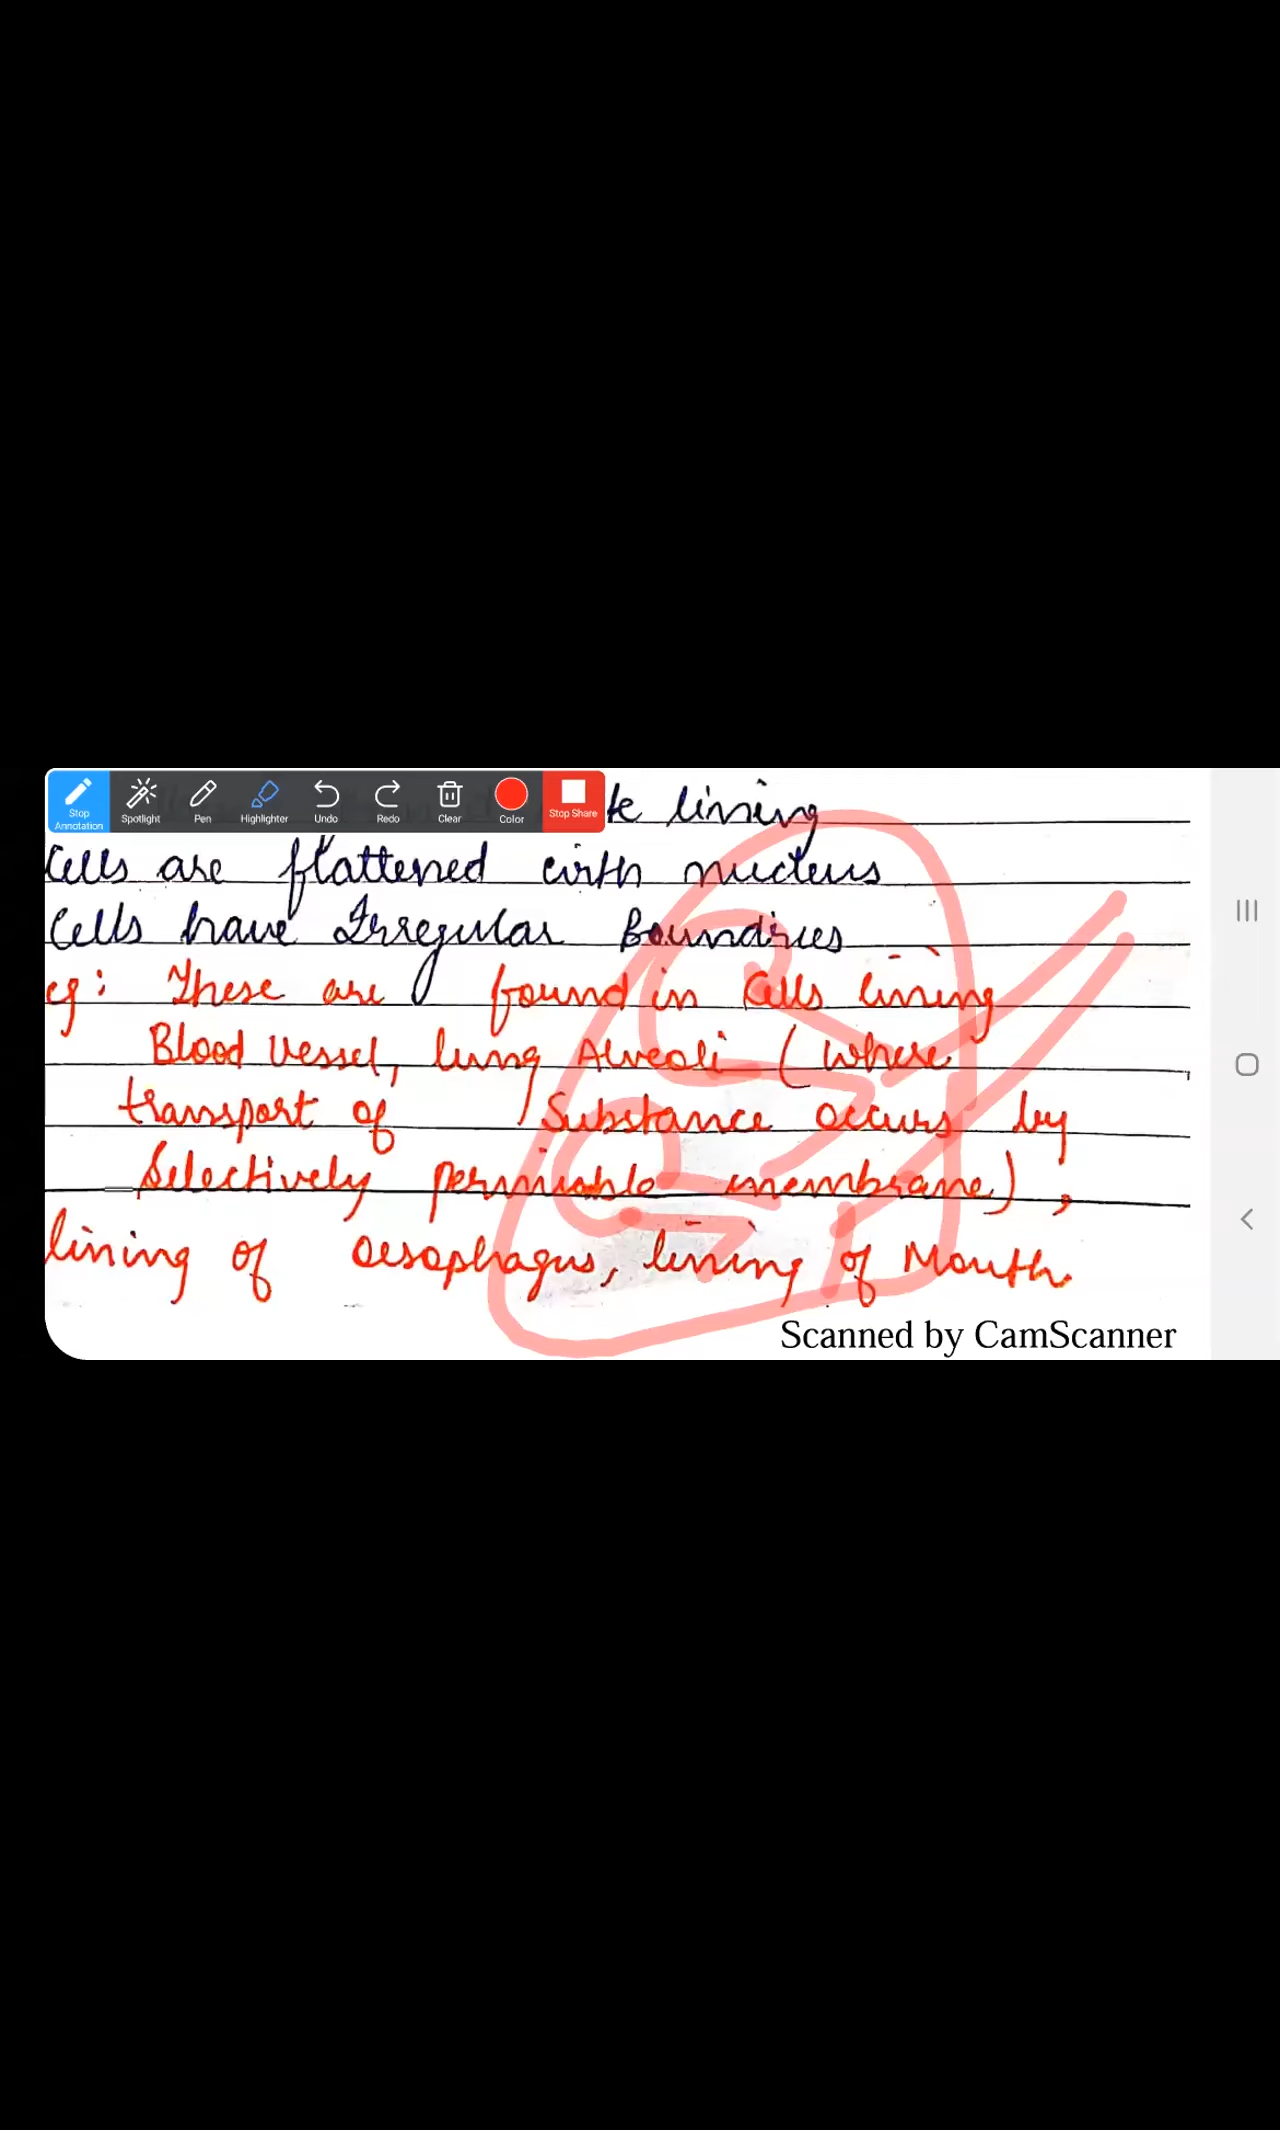 Stop Annotation Spotlight Pen Highlighter Undo Redo Clear Color Stop Share
lining
Cells are flattened with nucleus
Cells have Irregular Boundries
eg: These are found in Cells lining
Blood vessel, lung Alveoli (Where
transport of Substance occurs by
Selectively permiable membrane),
lining of oesophagus, lining of Mouth.
Scanned by CamScanner